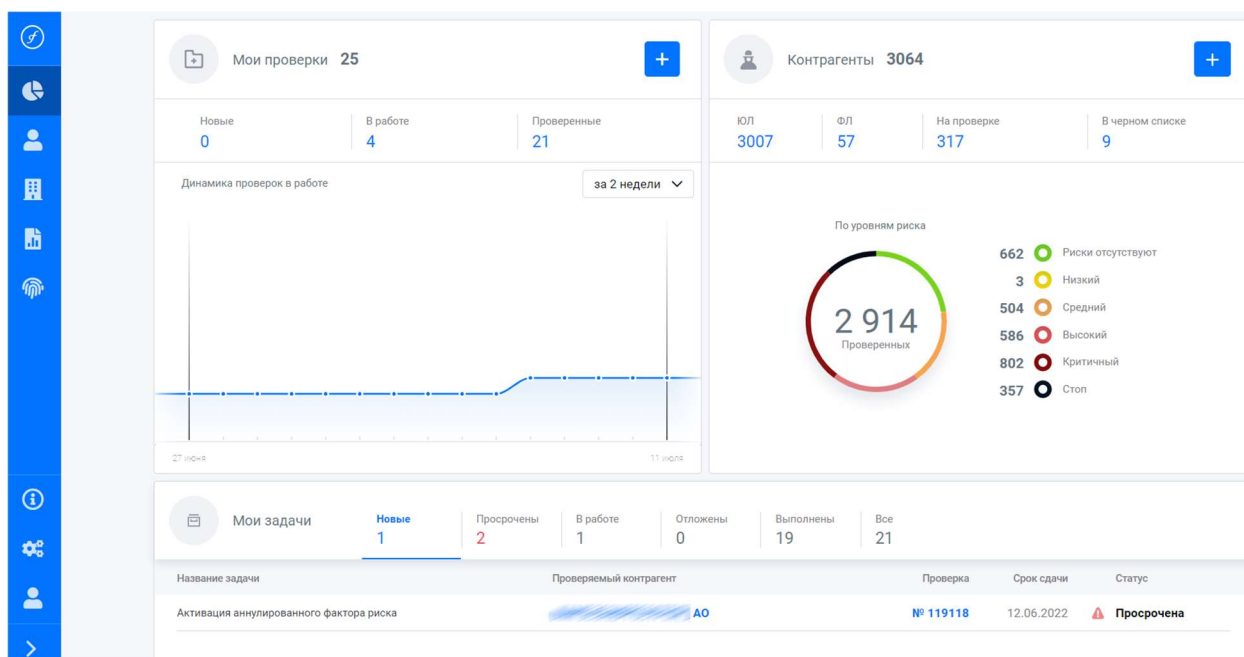 Мои проверки 25
+
Новые
0
В работе
4
Проверенные
21
Динамика проверок в работе
за 2 недели
27 июня
11 июля
Контрагенты 3064
+
ЮЛ
3007
ФЛ
57
На проверке
317
В черном списке
9
По уровням риска
2 914
Проверенных
662 Риски отсутствуют
3 Низкий
504 Средний
586 Высокий
802 Критичный
357 Стоп
Мои задачи
Новые
1
Просрочены
2
В работе
1
Отложены
0
Выполнены
19
Все
21
Название задачи Проверяемый контрагент Проверка Срок сдачи Статус
Активация аннулированного фактора риска АО № 119118 12.06.2022 Просрочена